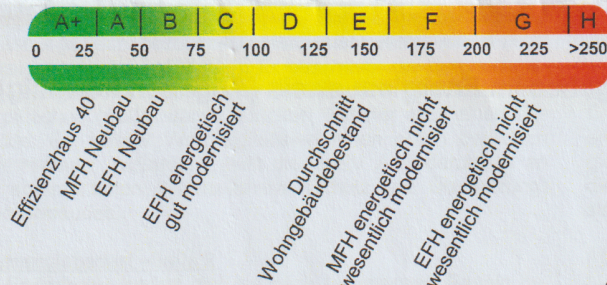 A+ A B C D E F G H
0 25 50 75 100 125 150 175 200 225 >250
Effizienzhaus 40
MFH Neubau
EFH Neubau
EFH energetisch
gut modernisiert
Durchschnitt
Wohngebäudebestand
MFH energetisch nicht
wesentlich modernisiert
EFH energetisch nicht
wesentlich modernisiert